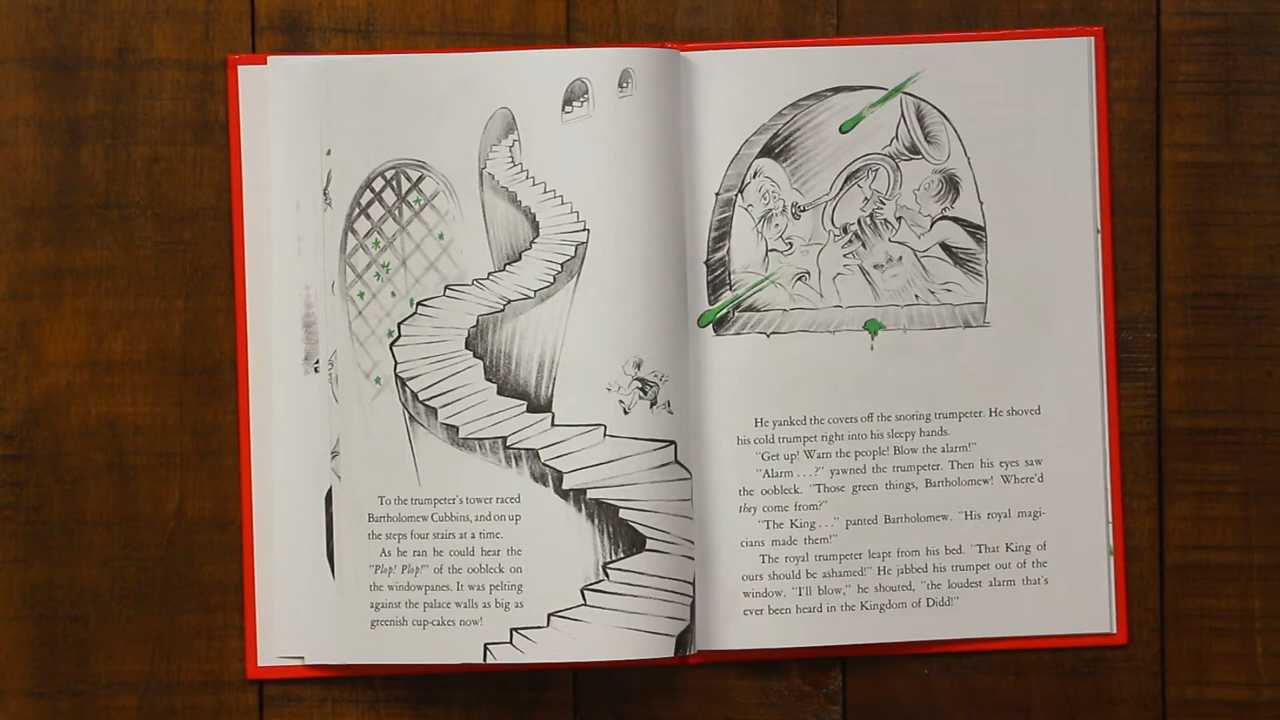 To the trumpeter's tower raced
Bartholomew Cubbins, and on up
the steps four stairs at a time.
As he ran he could hear the
"Plop! Plop!" of the oobleck on
the windowpanes. It was pelting
against the palace walls as big as
greenish cup-cakes now!
He yanked the covers off the snoring trumpeter. He shoved
his cold trumpet right into his sleepy hands.
"Get up! Warn the people! Blow the alarm!"
"Alarm . . . ?" yawned the trumpeter. Then his eyes saw
the oobleck. "Those green things, Bartholomew! Where'd
they come from?"
"The King . . ." panted Bartholomew. "His royal magi-
cians made them!"
The royal trumpeter leapt from his bed. "That King of
ours should be ashamed!" He jabbed his trumpet out of the
window. "I'll blow," he shouted, "the loudest alarm that's
ever been heard in the Kingdom of Didd!"